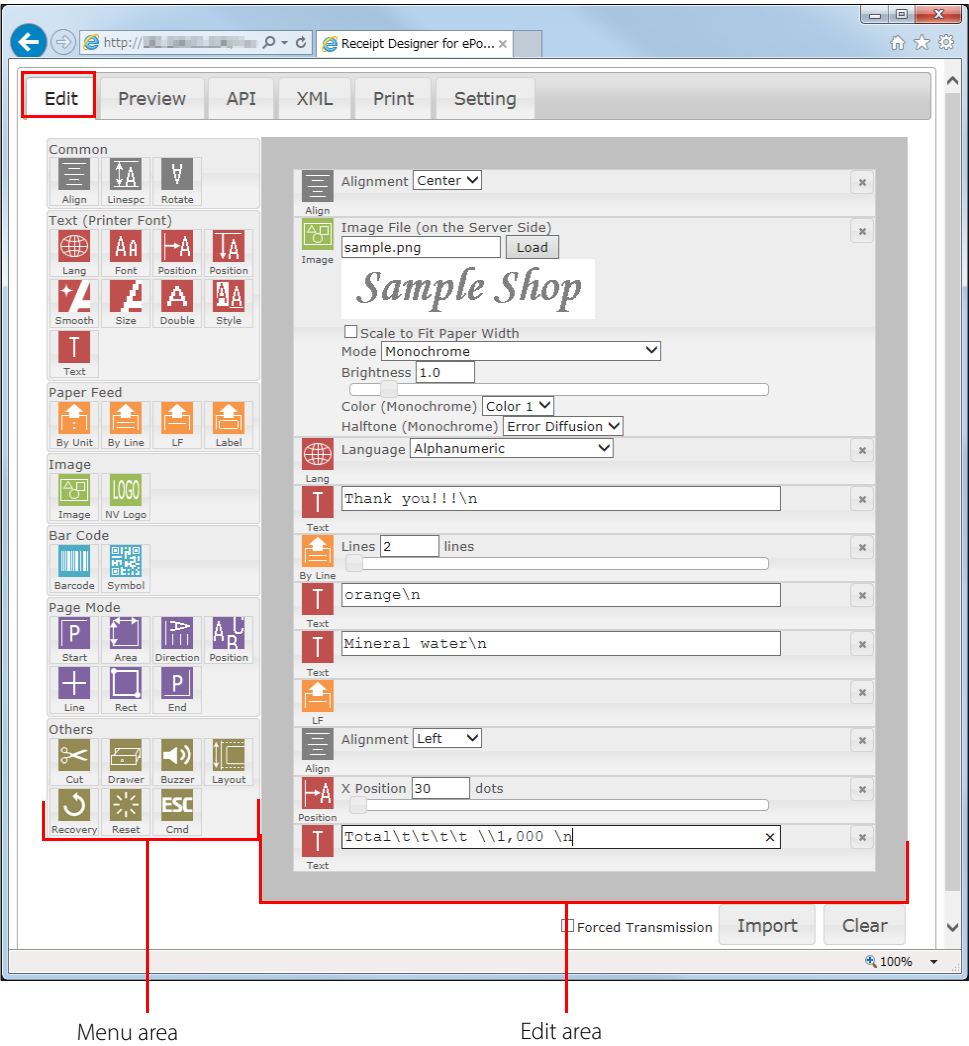 http://
Receipt Designer for ePo... ×
Edit Preview API XML Print Setting
Common
Align Linespc Rotate
Text (Printer Font)
Lang Font Position Position
Smooth Size Double Style
Text
Paper Feed
By Unit By Line LF Label
Image
LOGO
Image NV Logo
Bar Code
Barcode Symbol
Page Mode
Start Area Direction Position
Line Rect End
Others
Cut Drawer Buzzer Layout
ESC
Recovery Reset Cmd
Alignment Center
Align
Image File (on the Server Side)
sample.png Load
Image
Sample Shop
Scale to Fit Paper Width
Mode Monochrome
Brightness 1.0
Color (Monochrome) Color 1
Halftone (Monochrome) Error Diffusion
Language Alphanumeric
Lang
T Thank you!!!\n
Text
Lines 2 lines
By Line
T orange\n
Text
T Mineral water\n
Text
LF
Alignment Left
Align
X Position 30 dots
Position
T Total\t\t\t\t \\1,000 \n ×
Text
Forced Transmission Import Clear
100%
Menu area Edit area